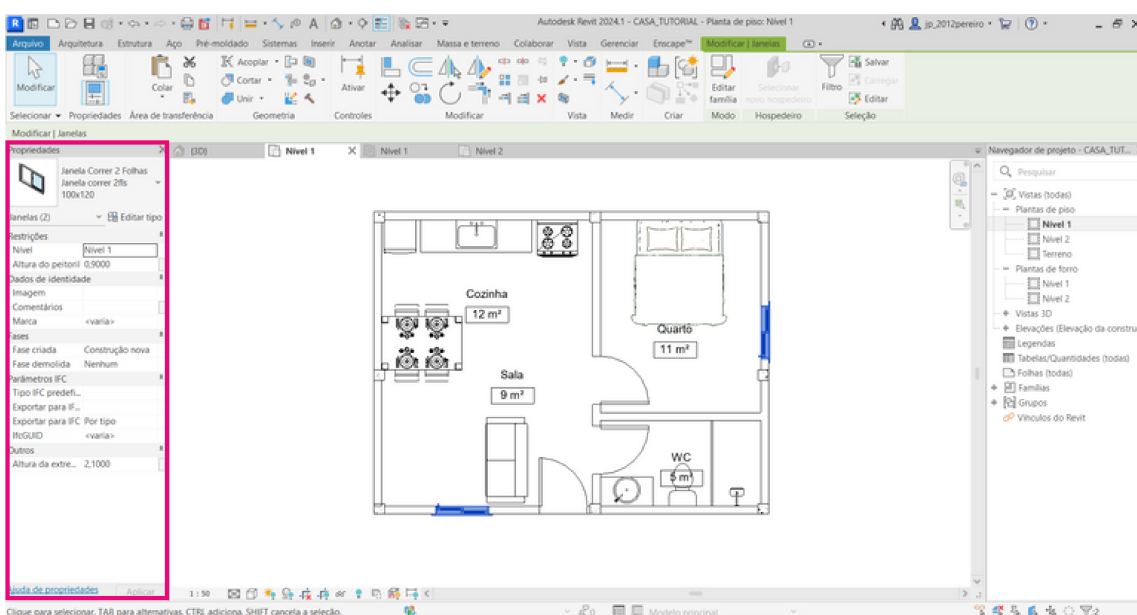 Autodesk Revit 2024.1 - CASA_TUTORIAL - Planta de piso: Nível 1
jp_2012pereiro
Arquivo Arquitetura Estrutura Aço Pré-moldado Sistemas Inserir Anotar Analisar Massa e terreno Colaborar Vista Gerenciar Enscape™ Modificar | Janelas
Modificar
Colar
Acoplar
Cortar
Unir
Ativar
Editar família
Selecionar novo hospedeiro
Filtro
Salvar
Carregar
Editar
Selecionar Propriedades Área de transferência Geometria Controles Modificar Vista Medir Criar Modo Hospedeiro Seleção
Modificar | Janelas
Propriedades
Janela Correr 2 Folhas
Janela correr 2fls
100x120
Janelas (2) Editar tipo
Restrições
Nível Nível 1
Altura do peitoril 0,9000
Dados de identidade
Imagem
Comentários
Marca <varia>
Fases
Fase criada Construção nova
Fase demolida Nenhum
Parâmetros IFC
Tipo IFC predefi...
Exportar para IF...
Exportar para IFC Por tipo
IfcGUID <varia>
Outros
Altura da extre... 2,1000
Ajuda de propriedades Aplicar
{3D} Nível 1 X Nível 1 Nível 2
Cozinha
12 m²
Quarto
11 m²
Sala
9 m²
WC
5 m²
Navegador de projeto - CASA_TUT...
Pesquisar
Vistas (todas)
Plantas de piso
Nível 1
Nível 2
Terreno
Plantas de forro
Nível 1
Nível 2
Vistas 3D
Elevações (Elevação da constru
Legendas
Tabelas/Quantidades (todas)
Folhas (todas)
Famílias
Grupos
Vínculos do Revit
1 : 50
Clique para selecionar, TAB para alternativas, CTRL adiciona, SHIFT cancela a seleção.
:0
Modelo principal
:2